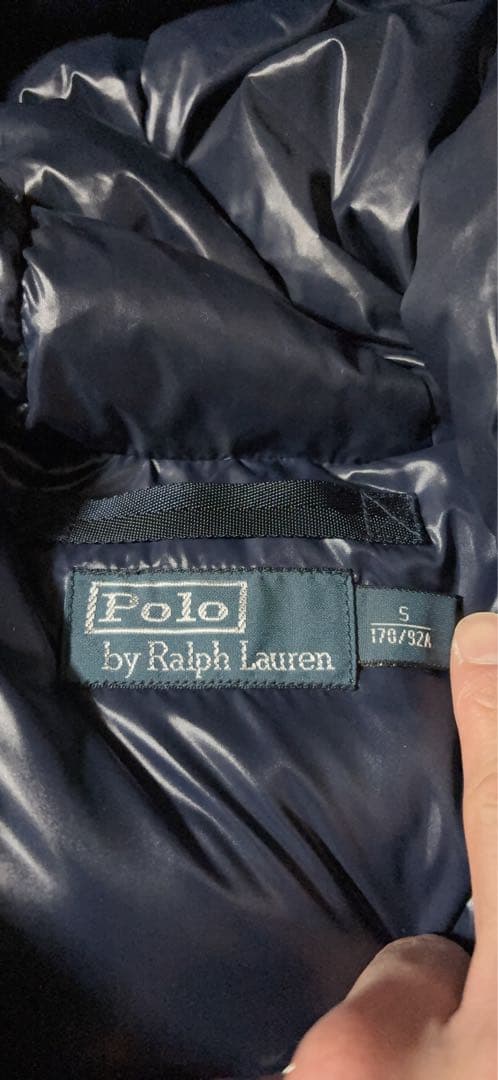 Polo
by Ralph Lauren
S
170/92A